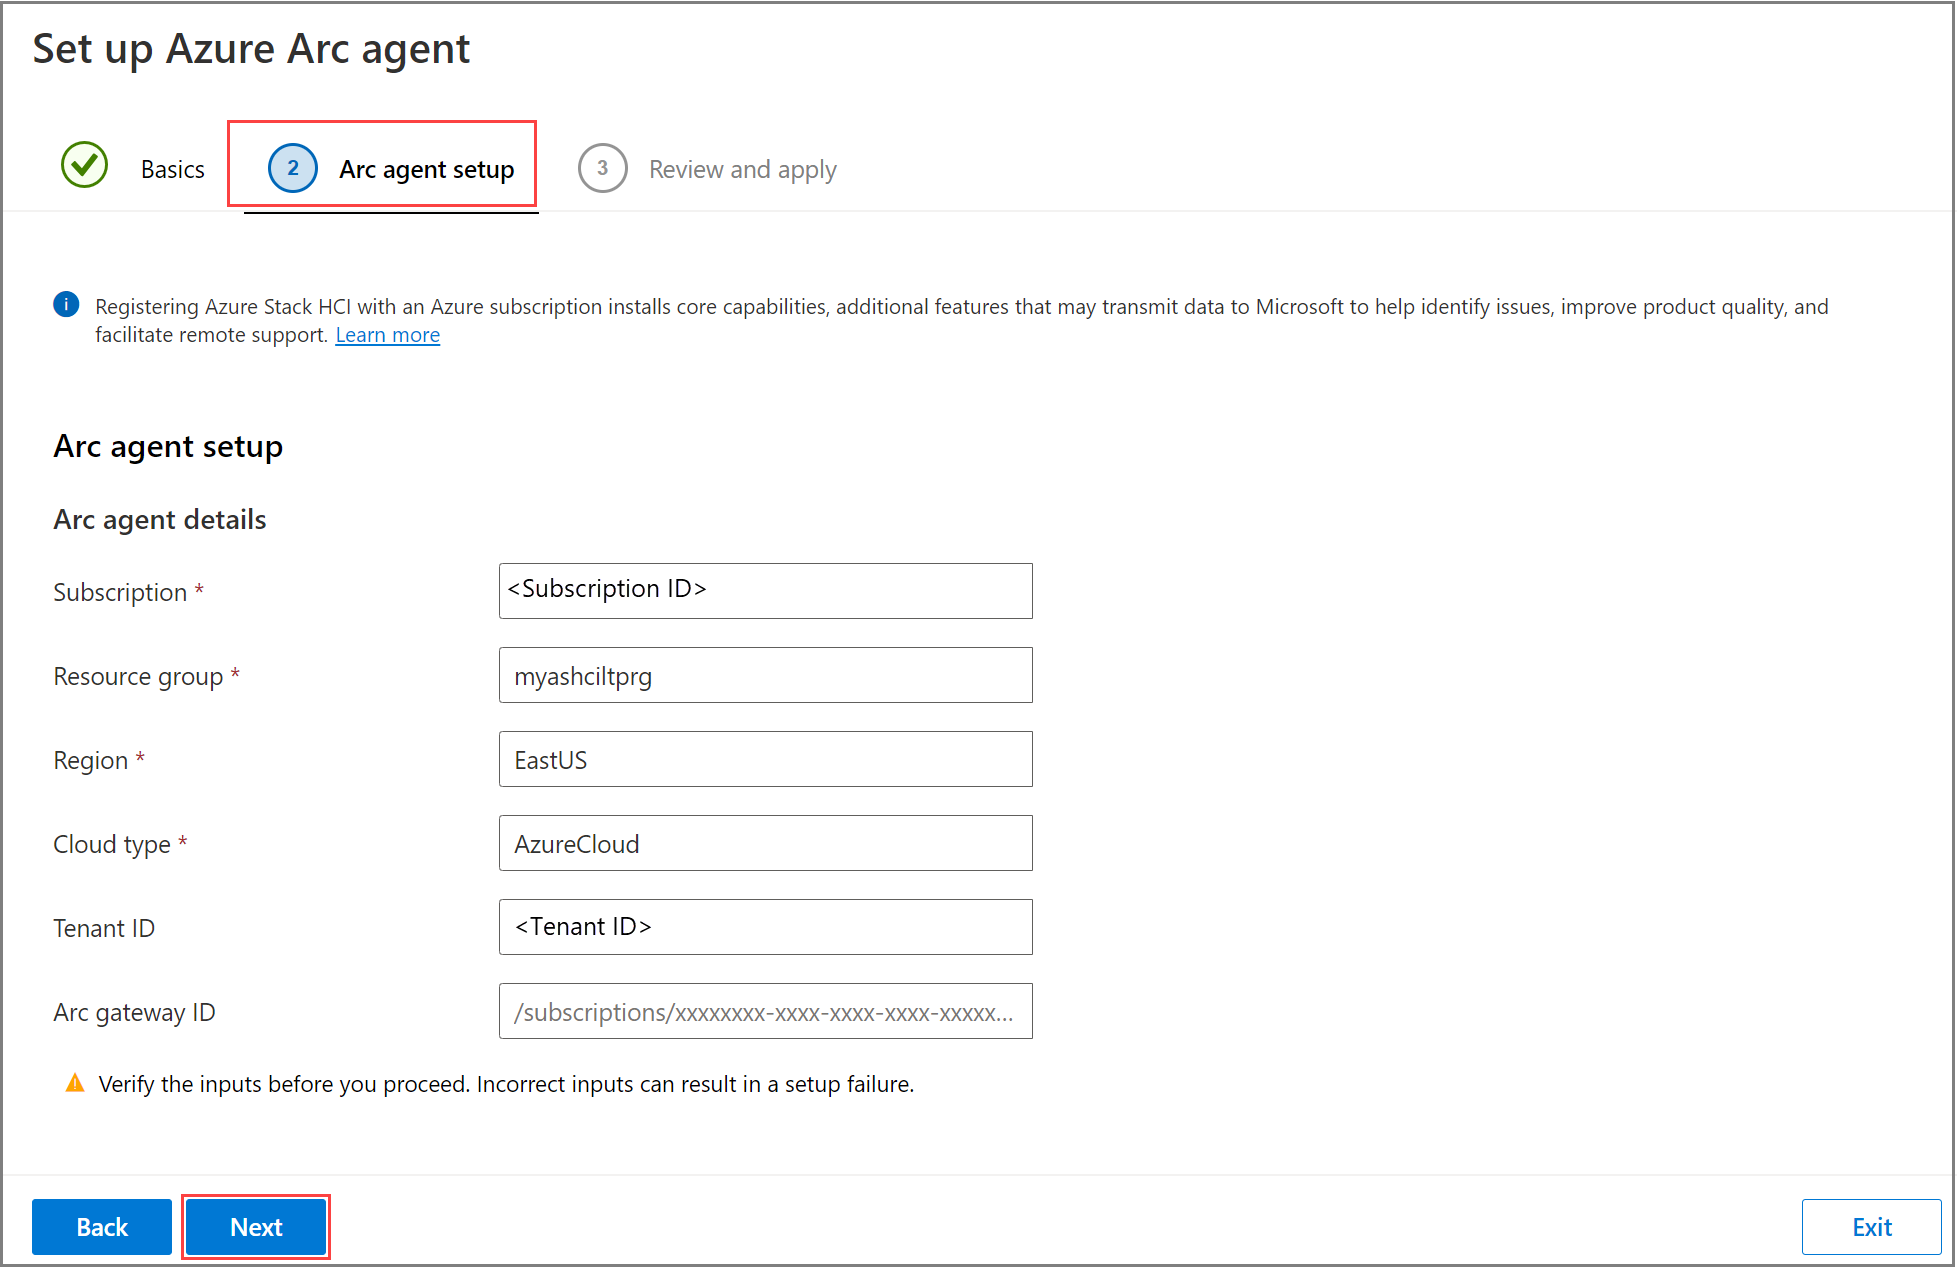 Set up Azure Arc agent
Basics
2
Arc agent setup
3
Review and apply
i
Registering Azure Stack HCI with an Azure subscription installs core capabilities, additional features that may transmit data to Microsoft to help identify issues, improve product quality, and
facilitate remote support. Learn more
Arc agent setup
Arc agent details
Subscription *
<Subscription ID>
Resource group *
myashciltprg
Region *
EastUS
Cloud type *
AzureCloud
Tenant ID
<Tenant ID>
Arc gateway ID
/subscriptions/xxxxxxxx-xxxx-xxxx-xxxx-xxxxx...
Verify the inputs before you proceed. Incorrect inputs can result in a setup failure.
Back
Next
Exit